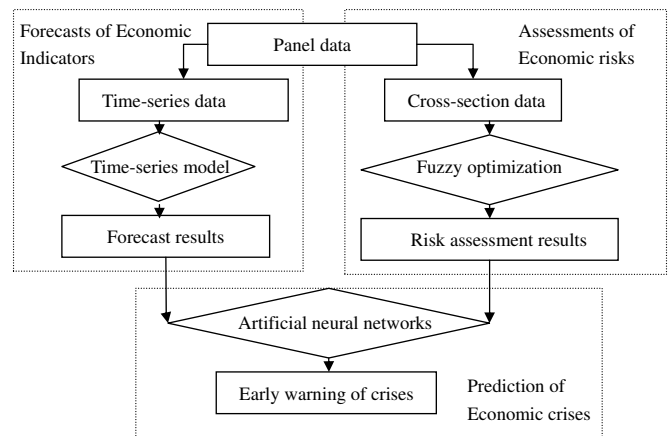 Forecasts of Economic
Indicators
Panel data
Assessments of
Economic risks
Time-series data
Cross-section data
Time-series model
Fuzzy optimization
Forecast results
Risk assessment results
Artificial neural networks
Early warning of crises
Prediction of
Economic crises